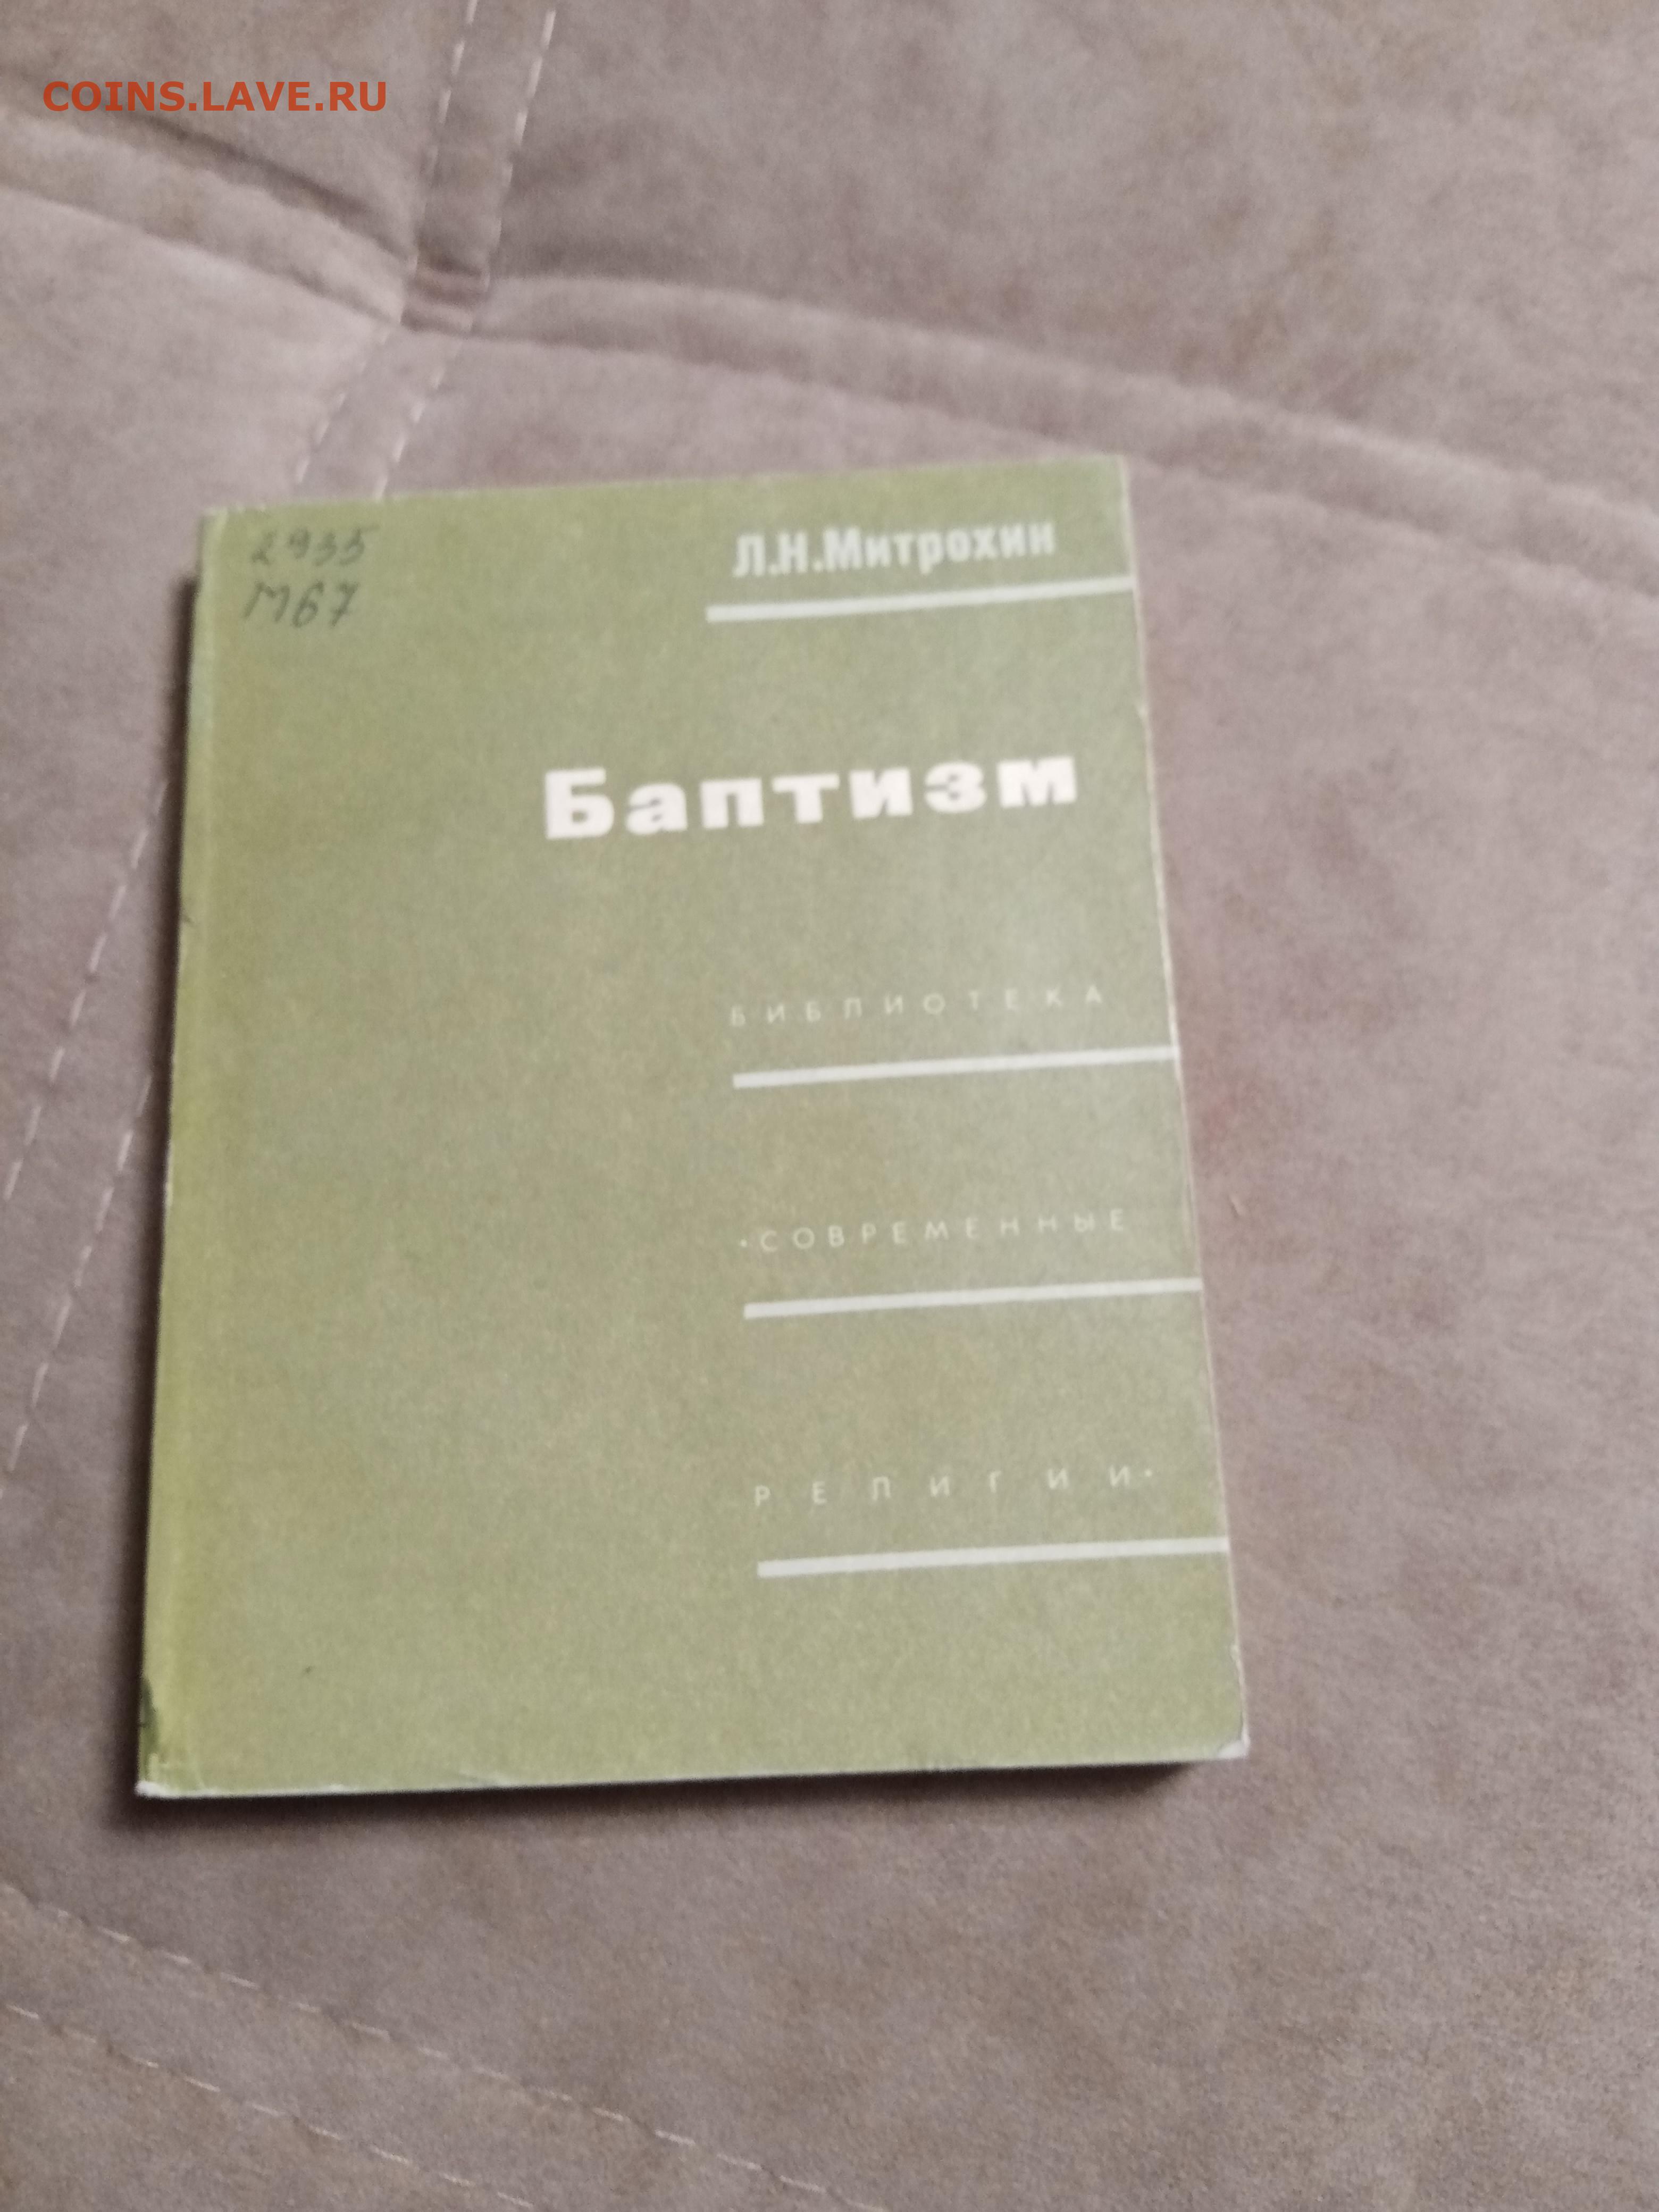 COINS.LAVE.RU
2935
М67
Л.Н.Митрохин
Баптизм
БИБЛИОТЕКА
•СОВРЕМЕННЫЕ
РЕЛИГИИ•